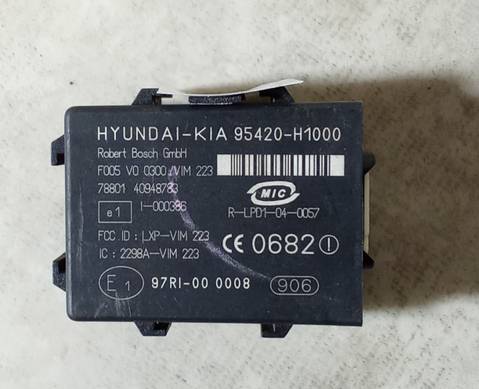 HYUNDAI-KIA 95420-H1000
Robert Bosch GmbH
F005 V0 0300/VIM 223
78801 40948783
MIC
e1 I-000386
R-LPD1-04-0057
FCC ID : LXP-VIM 223
IC : 2298A-VIM 223
CE 0682
E1 97RI-00 0008 906